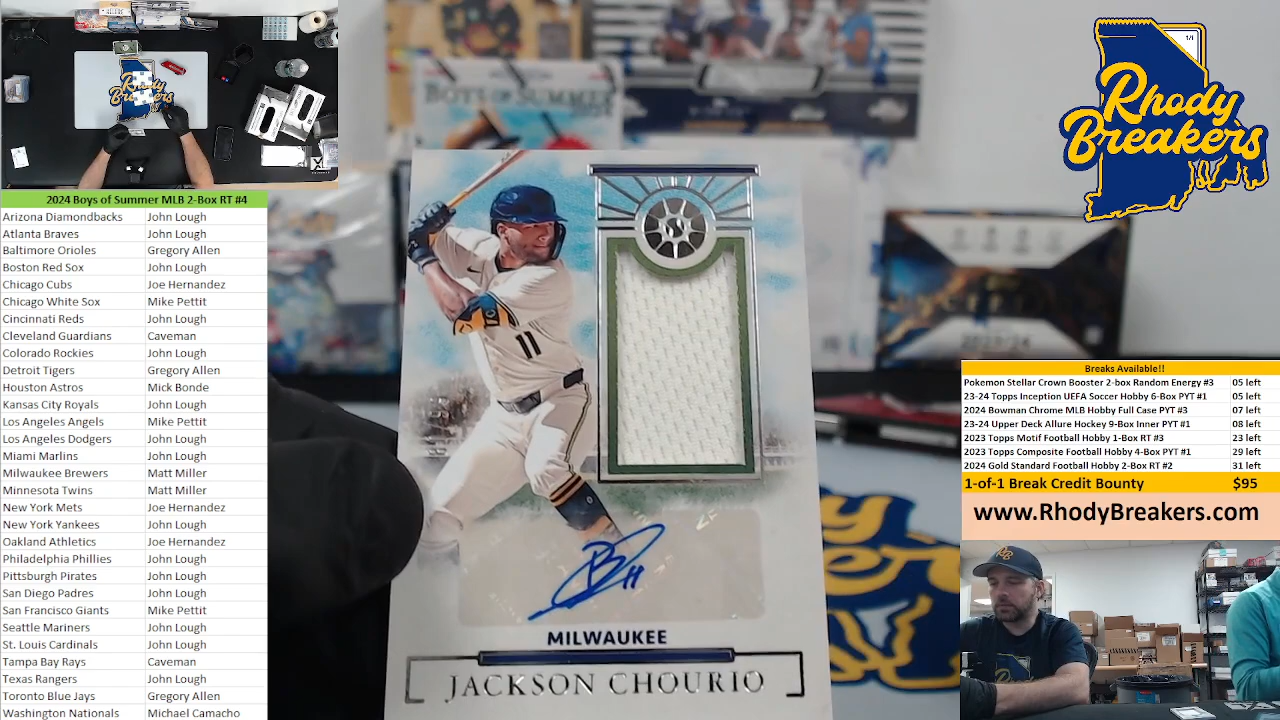 2024 Boys of Summer MLB 2-Box RT #4
Arizona Diamondbacks John Lough
Atlanta Braves John Lough
Baltimore Orioles Gregory Allen
Boston Red Sox John Lough
Chicago Cubs Joe Hernandez
Chicago White Sox Mike Pettit
Cincinnati Reds John Lough
Cleveland Guardians Caveman
Colorado Rockies John Lough
Detroit Tigers Gregory Allen
Houston Astros Mick Bonde
Kansas City Royals John Lough
Los Angeles Angels Mike Pettit
Los Angeles Dodgers John Lough
Miami Marlins John Lough
Milwaukee Brewers Matt Miller
Minnesota Twins Matt Miller
New York Mets Joe Hernandez
New York Yankees John Lough
Oakland Athletics Joe Hernandez
Philadelphia Phillies John Lough
Pittsburgh Pirates John Lough
San Diego Padres John Lough
San Francisco Giants Mike Pettit
Seattle Mariners John Lough
St. Louis Cardinals John Lough
Tampa Bay Rays Caveman
Texas Rangers John Lough
Toronto Blue Jays Gregory Allen
Washington Nationals Michael Camacho
Rhody
Breakers
BOYS OF SUMMER
11
MILWAUKEE
JACKSON CHOURIO
1/1
Rhody
Breakers
Breaks Available!!
Pokemon Stellar Crown Booster 2-box Random Energy #3 05 left
23-24 Topps Inception UEFA Soccer Hobby 6-Box PYT #1 05 left
2024 Bowman Chrome MLB Hobby Full Case PYT #3 07 left
23-24 Upper Deck Allure Hockey 9-Box Inner PYT #1 08 left
2023 Topps Motif Football Hobby 1-Box RT #3 23 left
2023 Topps Composite Football Hobby 4-Box PYT #1 29 left
2024 Gold Standard Football Hobby 2-Box RT #2 31 left
1-of-1 Break Credit Bounty $95
www.RhodyBreakers.com